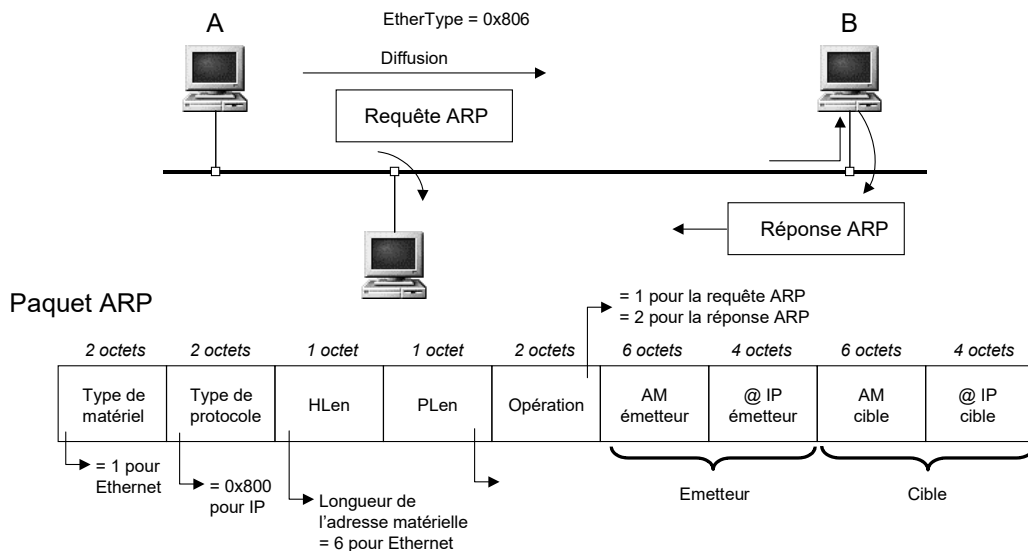 A
EtherType = 0x806
B
Diffusion
Requête ARP
Réponse ARP
Paquet ARP
= 1 pour la requête ARP
= 2 pour la réponse ARP
2 octets
2 octets
1 octet
1 octet
2 octets
6 octets
4 octets
6 octets
4 octets
Type de
matériel
Type de
protocole
HLen
PLen
Opération
AM
émetteur
@ IP
émetteur
AM
cible
@ IP
cible
= 1 pour
Ethernet
= 0x800
pour IP
Longueur de
l'adresse matérielle
= 6 pour Ethernet
Emetteur
Cible